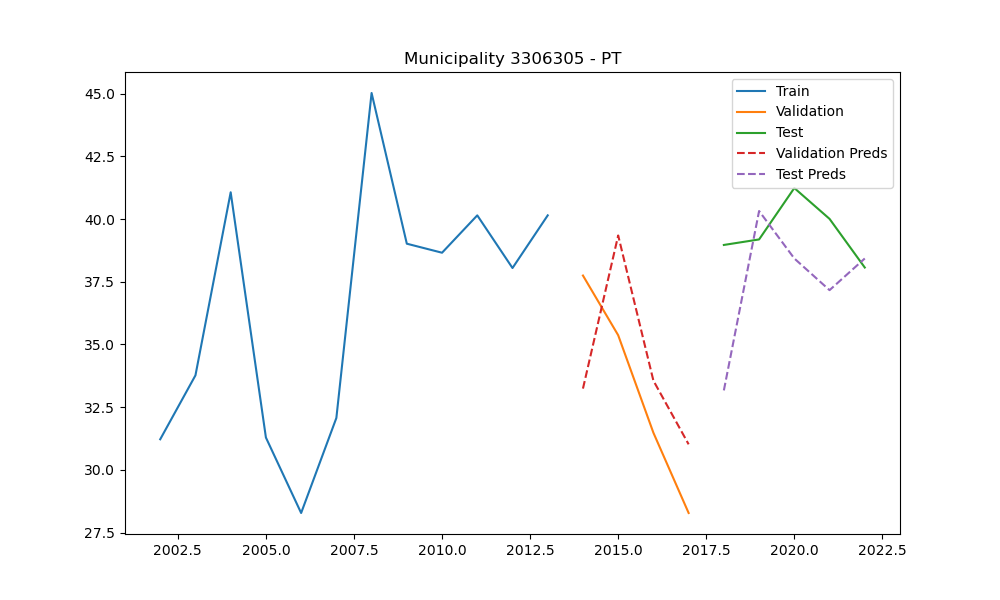 Municipality 3306305 - PT
Train
Validation
Test
Validation Preds
Test Preds
45.0
42.5
40.0
37.5
35.0
32.5
30.0
27.5
2002.5 2005.0 2007.5 2010.0 2012.5 2015.0 2017.5 2020.0 2022.5